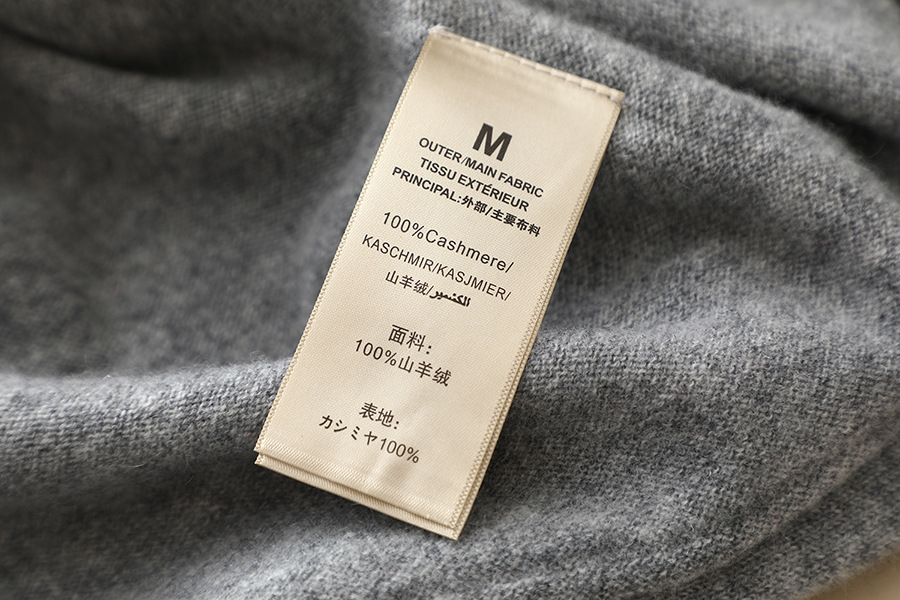 M
OUTER/MAIN FABRIC
TISSU EXTÉRIEUR
PRINCIPAL:外部/主要布料
100%Cashmere/
KASCHMIR/KASJMIER/
山羊绒/الكشمير
面料:
100%山羊绒
表地:
カシミヤ100%